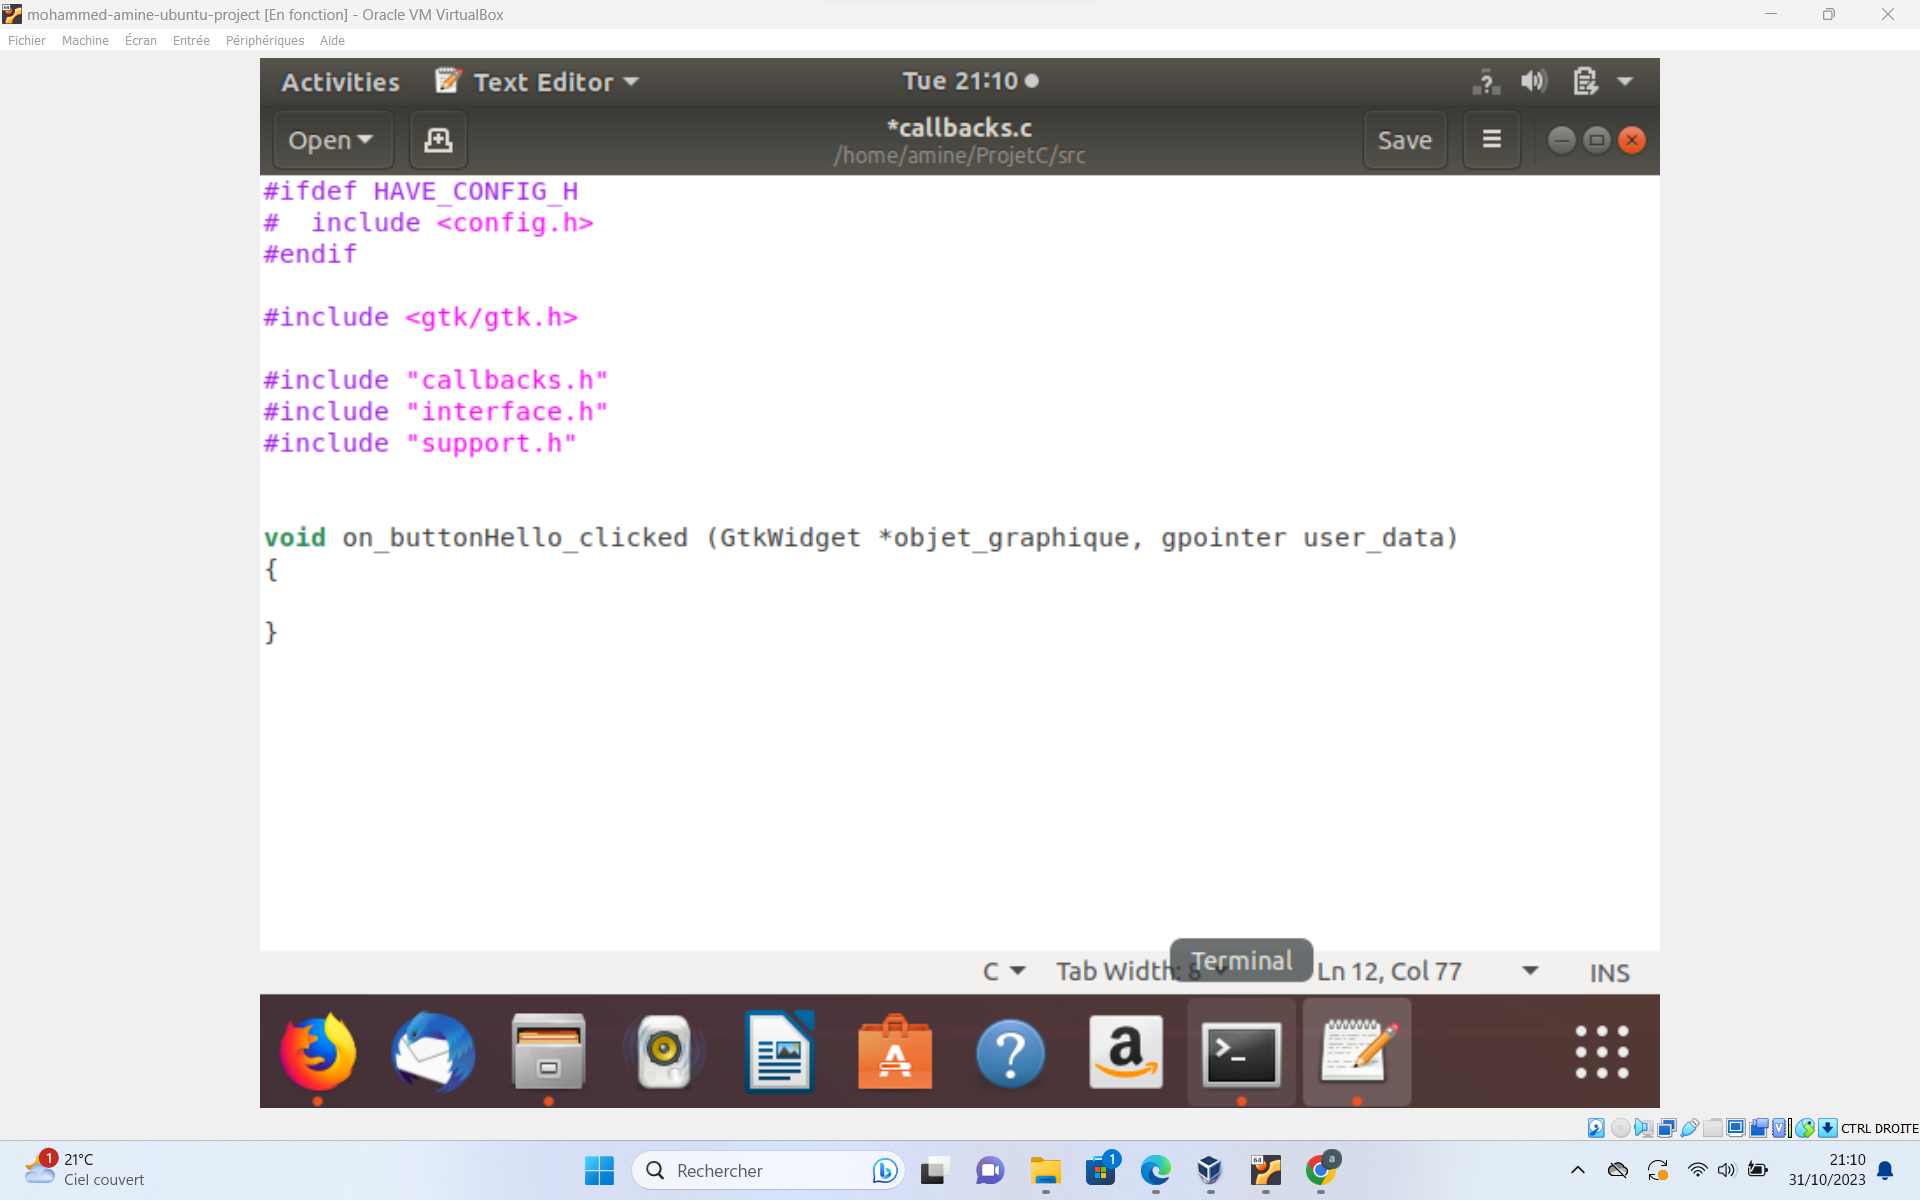 mohammed-amine-ubuntu-project [En fonction] - Oracle VM VirtualBox
Fichier Machine Écran Entrée Périphériques Aide
Activities Text Editor Tue 21:10
Open *callbacks.c Save
/home/amine/ProjetC/src
#ifdef HAVE_CONFIG_H
#  include <config.h>
#endif
#include <gtk/gtk.h>
#include "callbacks.h"
#include "interface.h"
#include "support.h"
void on_buttonHello_clicked (GtkWidget *objet_graphique, gpointer user_data)
{
}
Terminal
C Tab Width: 8 Ln 12, Col 77 INS
CTRL DROITE
1 21°C
Ciel couvert
Rechercher
1
64
a
21:10
31/10/2023